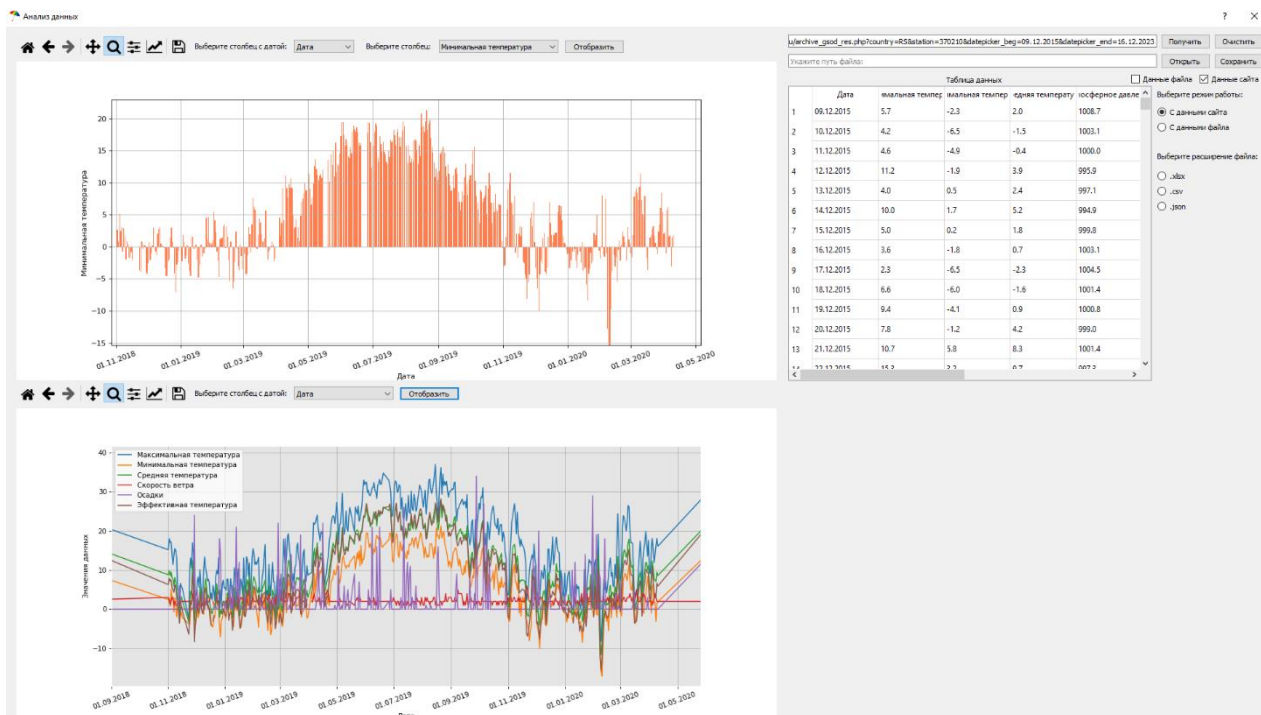 Анализ данных
? ×
Выберите столбец с датой: Дата Выберите столбец: Минимальная температура Отобразить
u/archive_gsod_res.php?country=RS&station=370210&datepicker_beg=09.12.2015&datepicker_end=16.12.2023 Получить Очистить
Укажите путь файла: Открыть Сохранить
Таблица данных
Данные файла Данные сайта
Дата имальная темпер имальная темпер едняя температу госферное давле
1 09.12.2015 5.7 -2.3 2.0 1008.7
2 10.12.2015 4.2 -6.5 -1.5 1003.1
3 11.12.2015 4.6 -4.9 -0.4 1000.0
4 12.12.2015 11.2 -1.9 3.9 995.9
5 13.12.2015 4.0 0.5 2.4 997.1
6 14.12.2015 10.0 1.7 5.2 994.9
7 15.12.2015 5.0 0.2 1.8 999.8
8 16.12.2015 3.6 -1.8 0.7 1003.1
9 17.12.2015 2.3 -6.5 -2.3 1004.5
10 18.12.2015 6.6 -6.0 -1.6 1001.4
11 19.12.2015 9.4 -4.1 0.9 1000.8
12 20.12.2015 7.8 -1.2 4.2 999.0
13 21.12.2015 10.7 5.8 8.3 1001.4
Выберите режим работы:
С данными сайта
С данными файла
Выберите расширение файла:
.xlsx
.csv
.json
Минимальная температура
20
15
10
5
0
−5
−10
−15
01.11.2018 01.01.2019 01.03.2019 01.05.2019 01.07.2019 01.09.2019 01.11.2019 01.01.2020 01.03.2020 01.05.2020
Дата
Выберите столбец с датой: Дата Отобразить
Максимальная температура
Минимальная температура
Средняя температура
Скорость ветра
Осадки
Эффективная температура
Значения данных
40
30
20
10
0
−10
01.09.2018 01.11.2018 01.01.2019 01.03.2019 01.05.2019 01.07.2019 01.09.2019 01.11.2019 01.01.2020 01.03.2020 01.05.2020